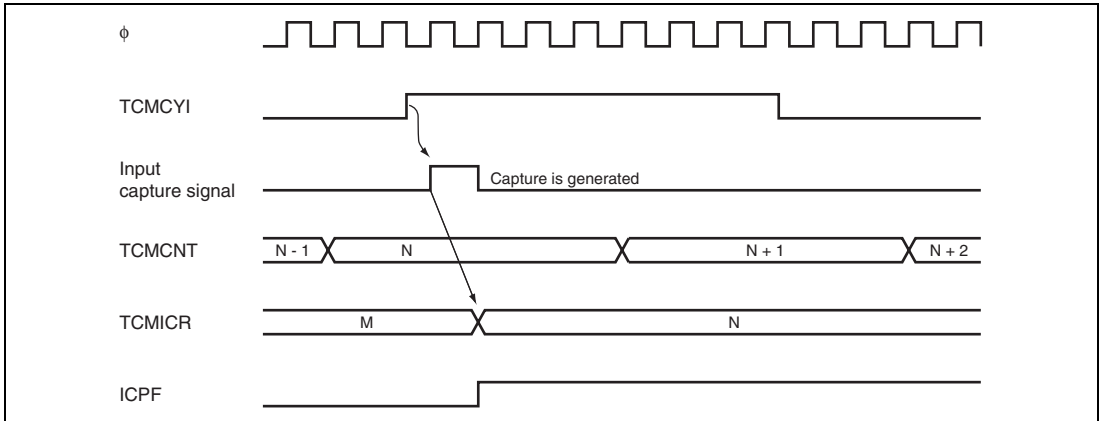 ϕ
TCMCYI
Input
capture signal
Capture is generated
TCMCNT
N - 1
N
N + 1
N + 2
TCMICR
M
N
ICPF